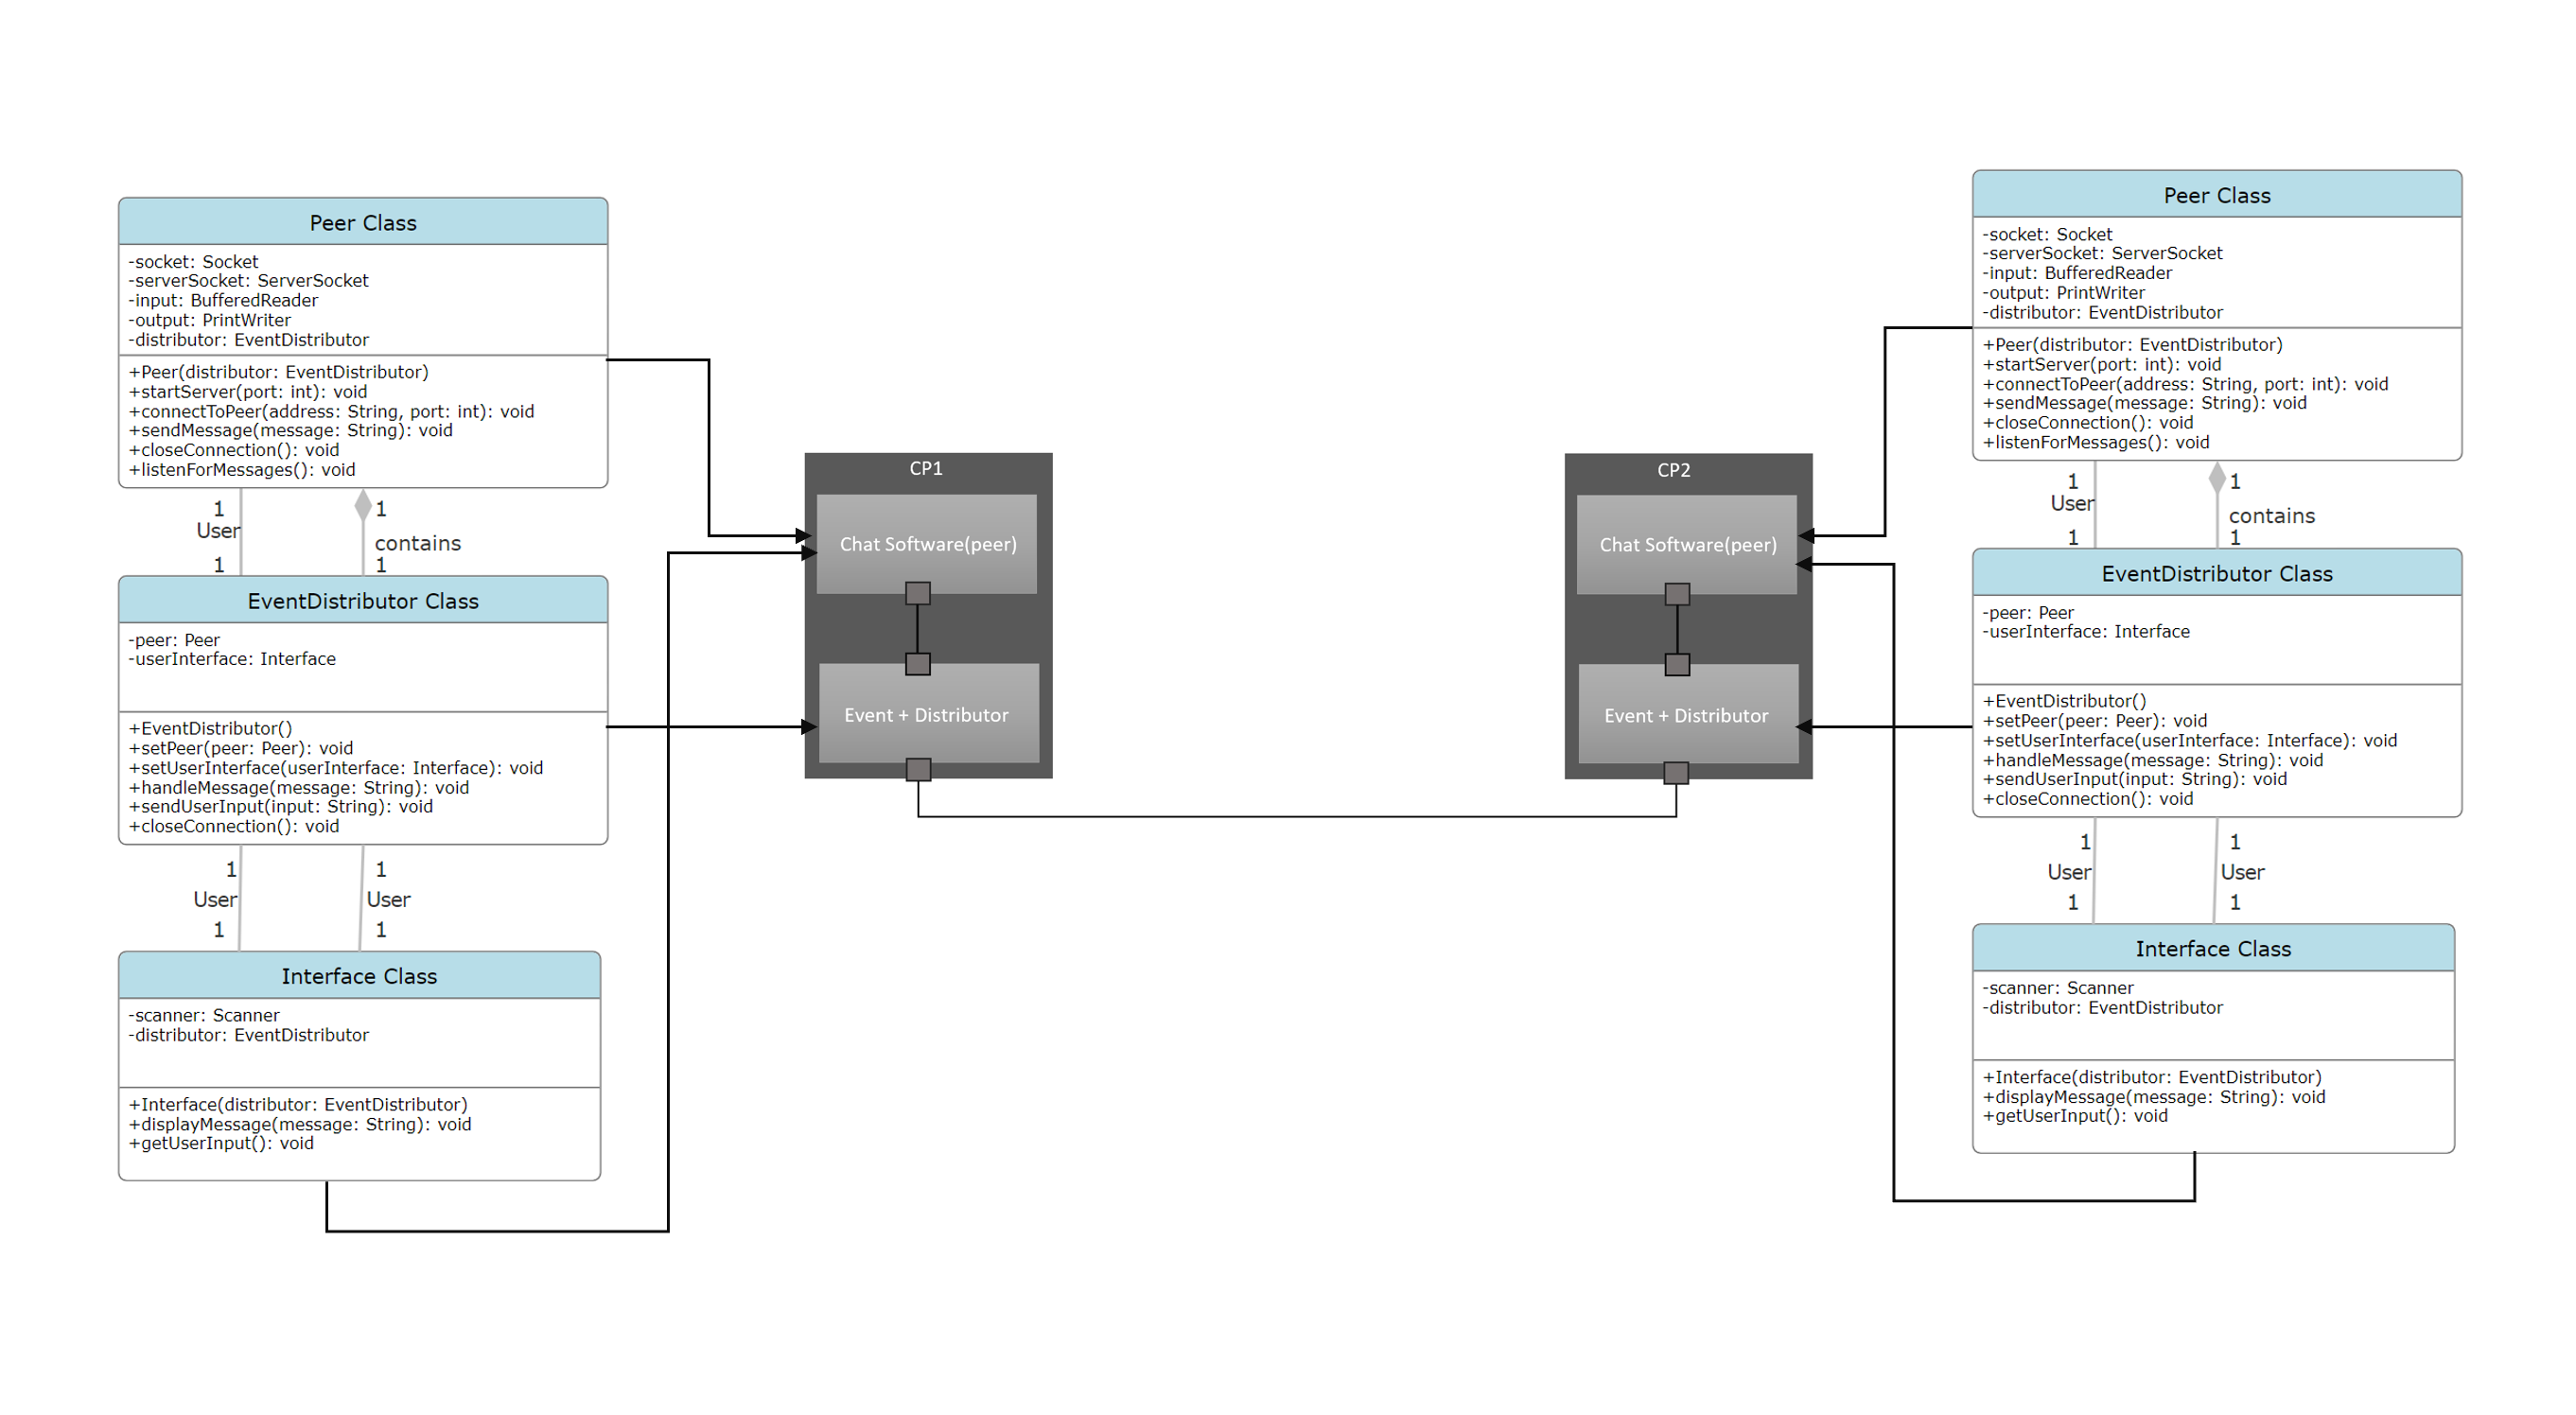 Peer Class
-socket: Socket
-serverSocket: ServerSocket
-input: BufferedReader
-output: PrintWriter
-distributor: EventDistributor
+Peer(distributor: EventDistributor)
+startServer(port: int): void
+connectToPeer(address: String, port: int): void
+sendMessage(message: String): void
+closeConnection(): void
+listenForMessages(): void
1
1
User
contains
1
1
EventDistributor Class
-peer: Peer
-userInterface: Interface
+EventDistributor()
+setPeer(peer: Peer): void
+setUserInterface(userInterface: Interface): void
+handleMessage(message: String): void
+sendUserInput(input: String): void
+closeConnection(): void
1
1
User
User
1
1
Interface Class
-scanner: Scanner
-distributor: EventDistributor
+Interface(distributor: EventDistributor)
+displayMessage(message: String): void
+getUserInput(): void
CP1
Chat Software(peer)
Event + Distributor
CP2
Chat Software(peer)
Event + Distributor
Peer Class
-socket: Socket
-serverSocket: ServerSocket
-input: BufferedReader
-output: PrintWriter
-distributor: EventDistributor
+Peer(distributor: EventDistributor)
+startServer(port: int): void
+connectToPeer(address: String, port: int): void
+sendMessage(message: String): void
+closeConnection(): void
+listenForMessages(): void
1
1
User
contains
1
1
EventDistributor Class
-peer: Peer
-userInterface: Interface
+EventDistributor()
+setPeer(peer: Peer): void
+setUserInterface(userInterface: Interface): void
+handleMessage(message: String): void
+sendUserInput(input: String): void
+closeConnection(): void
1
1
User
User
1
1
Interface Class
-scanner: Scanner
-distributor: EventDistributor
+Interface(distributor: EventDistributor)
+displayMessage(message: String): void
+getUserInput(): void